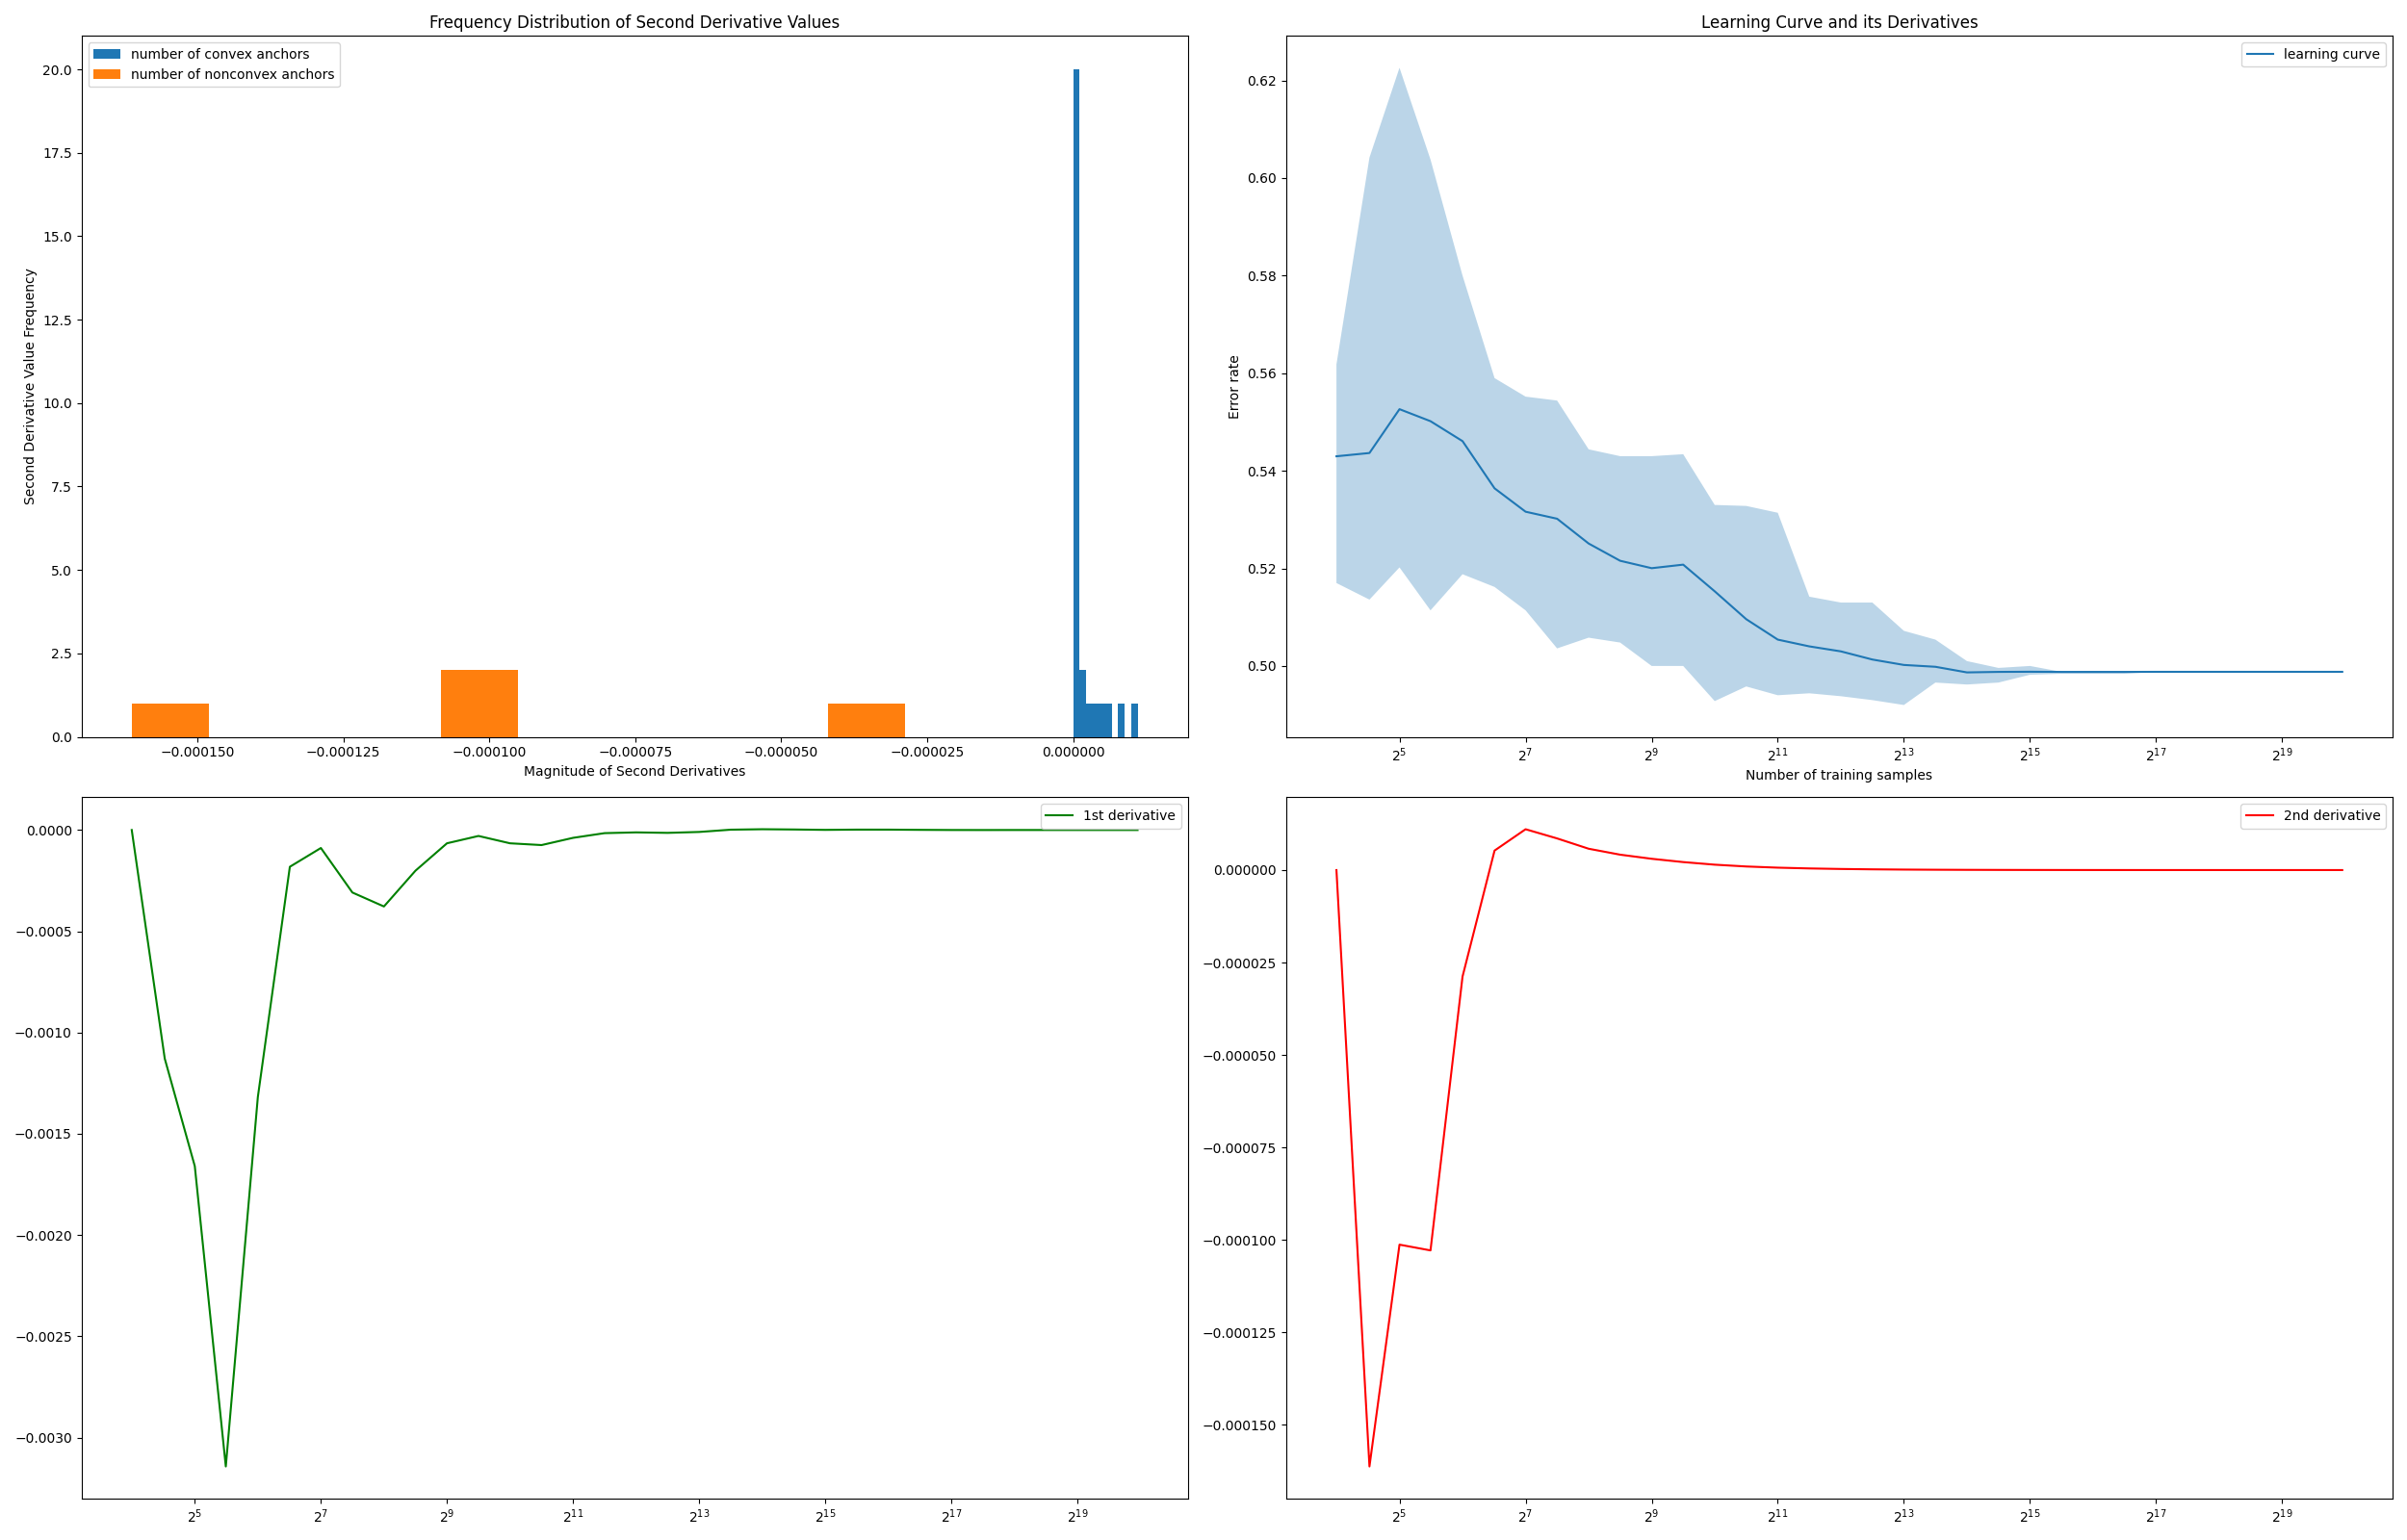 Frequency Distribution of Second Derivative Values
number of convex anchors
number of nonconvex anchors
20.0
17.5
15.0
12.5
10.0
7.5
5.0
2.5
0.0
Second Derivative Value Frequency
−0.000150 −0.000125 −0.000100 −0.000075 −0.000050 −0.000025 0.000000
Magnitude of Second Derivatives
Learning Curve and its Derivatives
learning curve
0.62
0.60
0.58
0.56
0.54
0.52
0.50
Error rate
2^5 2^7 2^9 2^11 2^13 2^15 2^17 2^19
Number of training samples
1st derivative
0.0000
−0.0005
−0.0010
−0.0015
−0.0020
−0.0025
−0.0030
2^5 2^7 2^9 2^11 2^13 2^15 2^17 2^19
2nd derivative
0.000000
−0.000025
−0.000050
−0.000075
−0.000100
−0.000125
−0.000150
2^5 2^7 2^9 2^11 2^13 2^15 2^17 2^19